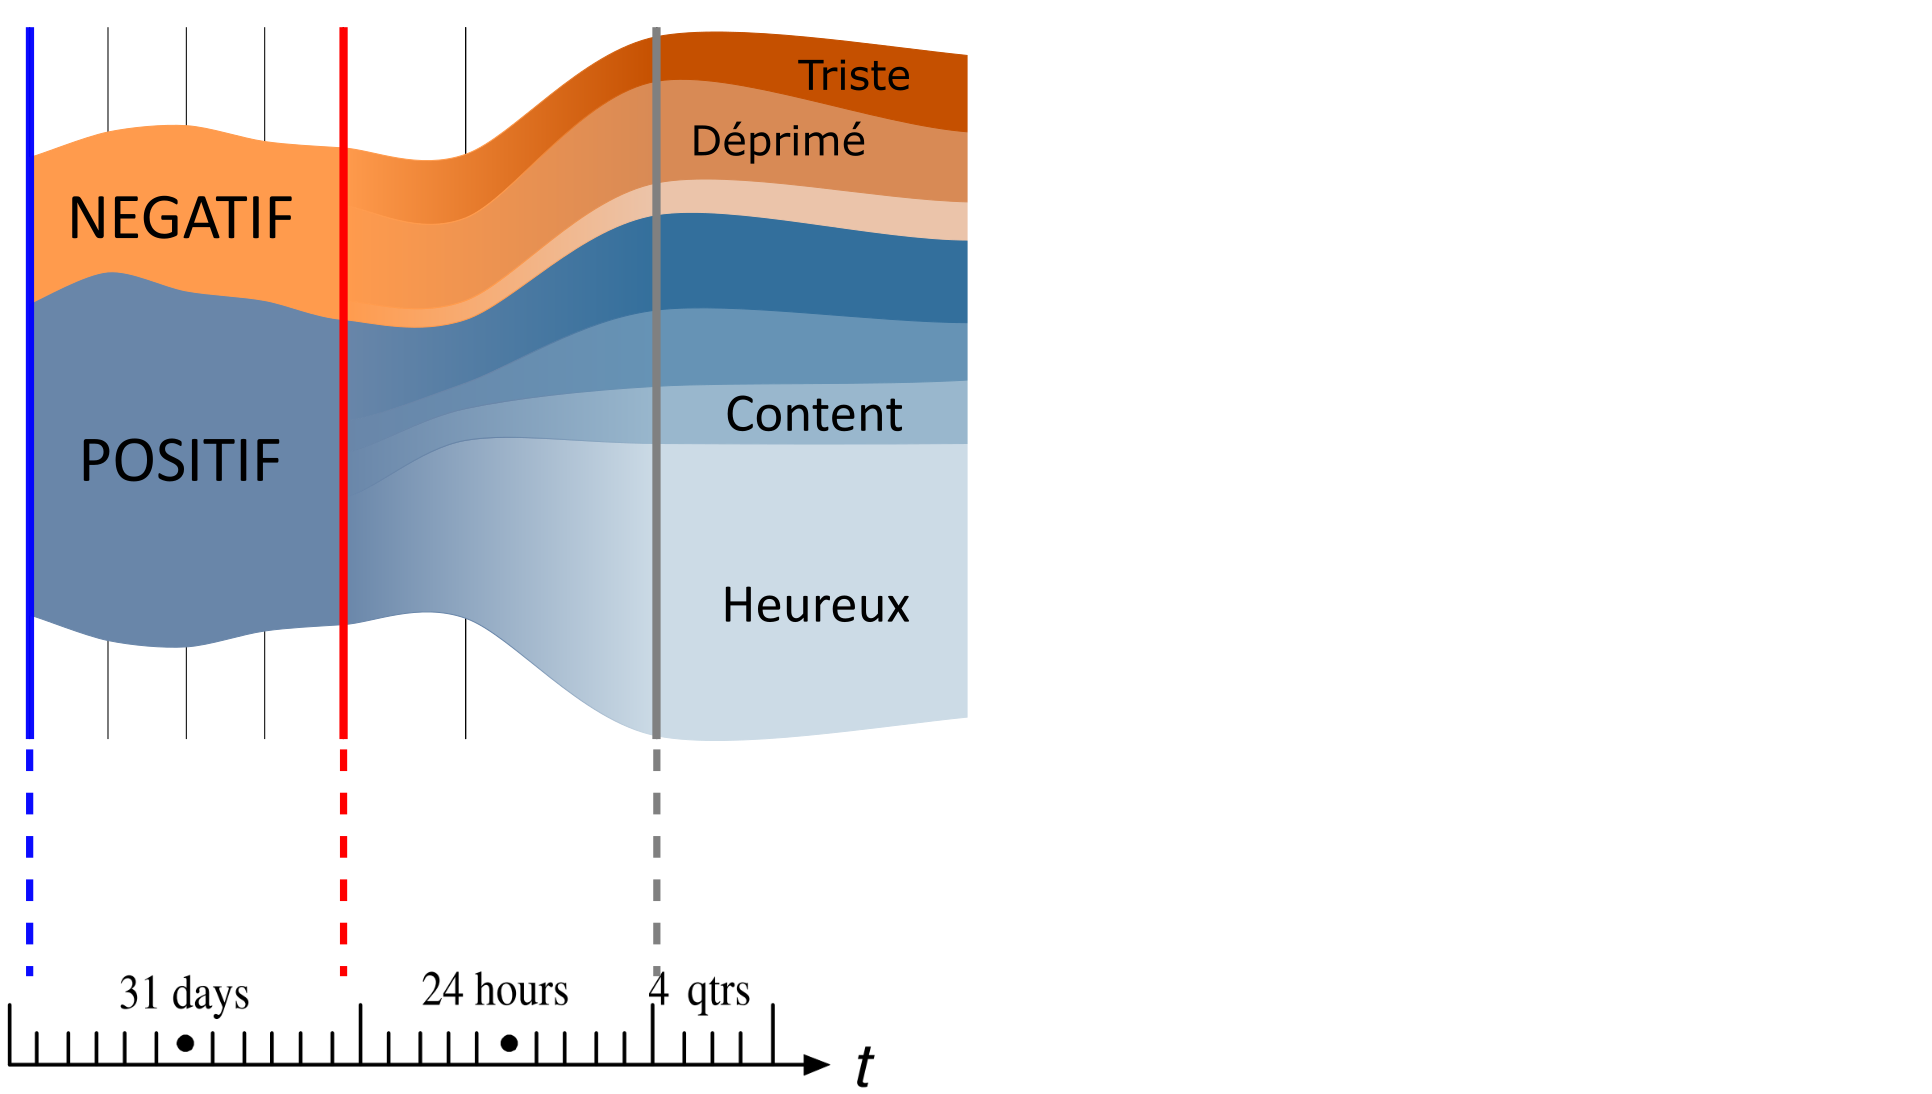 Triste
Déprimé
NEGATIF
Content
POSITIF
Heureux
31 days
24 hours
4 qtrs
t